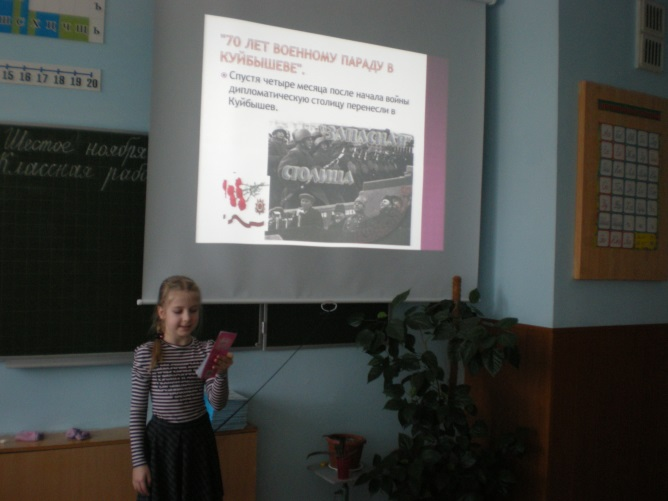 Ъ
Ш Ь
15 16 17 18 19 20
"70 ЛЕТ ВОЕННОМУ ПАРАДУ В
КУЙБЫШЕВЕ".
Спустя четыре месяца после начала войны
дипломатическую столицу перенесли в
Куйбышев.
ЗАПАСНАЯ
СТОЛИЦА
Шестое ноября
Классная раб